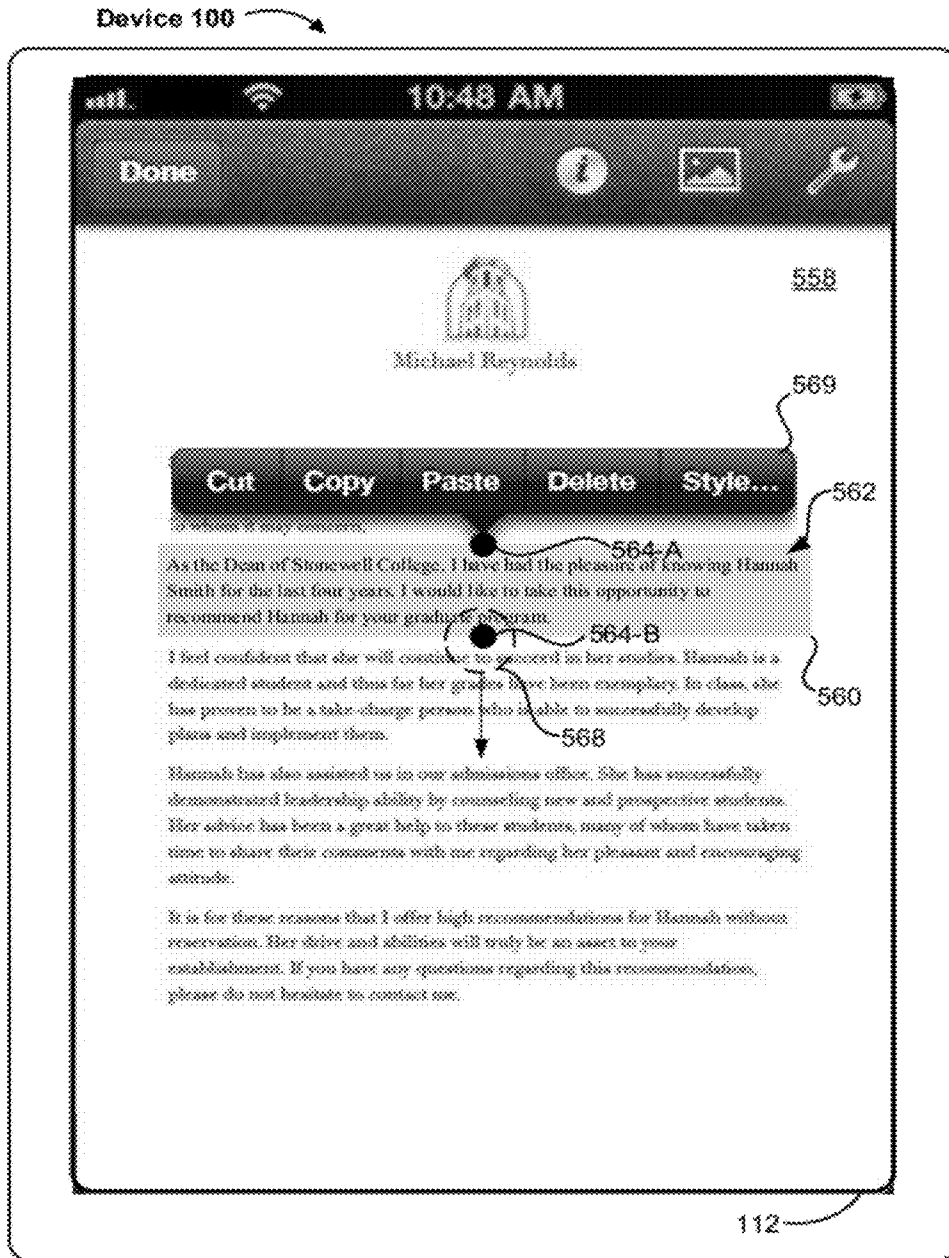 Device 100
10:48 AM
Done
558
Michael Reynolds
569
Cut Copy Paste Delete Style...
562
To whom it may concern:
564-A
As the Dean of Stonewell College, I have had the pleasure of knowing Hannah
Smith for the last four years. I would like to take this opportunity to
recommend Hannah for your graduate program.
564-B
I feel confident that she will continue to succeed in her studies. Hannah is a
dedicated student and thus far her grades have been exemplary. In class, she
560
has proven to be a take-charge person who is able to successfully develop
plans and implement them.
568
Hannah has also assisted us in our admissions office. She has successfully
demonstrated leadership ability by counseling new and prospective students.
Her advice has been a great help to these students, many of whom have taken
time to share their comments with me regarding her pleasant and encouraging
attitude.
It is for these reasons that I offer high recommendations for Hannah without
reservation. Her drive and abilities will truly be an asset to your
establishment. If you have any questions regarding this recommendation,
please do not hesitate to contact me.
112